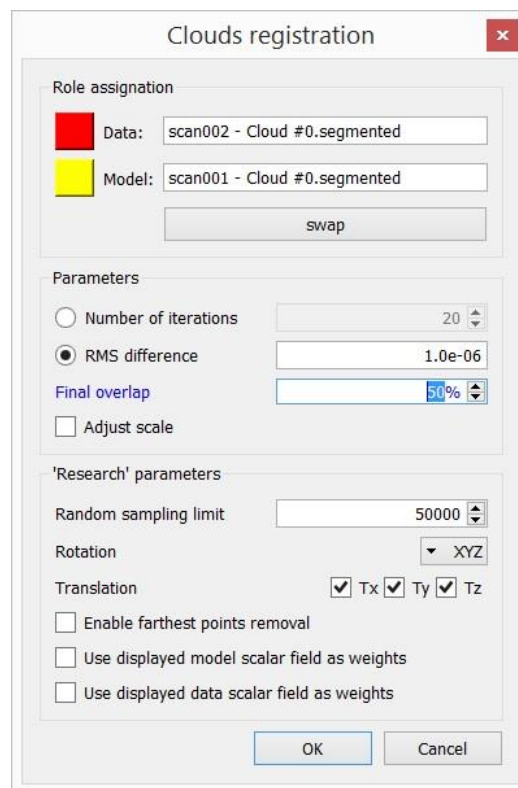 Clouds registration
x
Role assignation
Data: scan002 - Cloud #0.segmented
Model: scan001 - Cloud #0.segmented
swap
Parameters
Number of iterations 20
RMS difference 1.0e-06
Final overlap 50%
Adjust scale
'Research' parameters
Random sampling limit 50000
Rotation XYZ
Translation Tx Ty Tz
Enable farthest points removal
Use displayed model scalar field as weights
Use displayed data scalar field as weights
OK Cancel